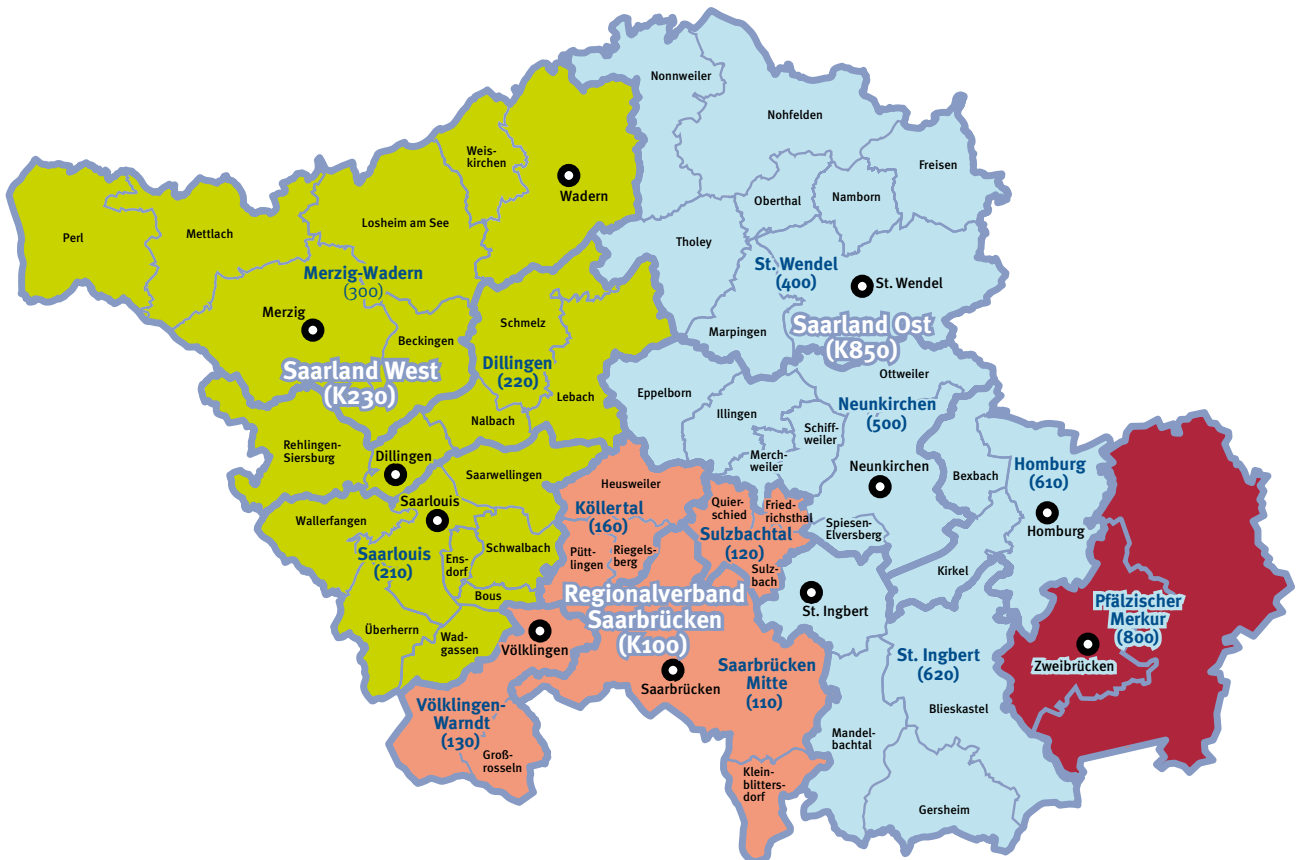 Nonnweiler
Nohfelden
Freisen
Weis-
kirchen
Wadern
Oberthal
Namborn
Perl
Mettlach
Losheim am See
Tholey
Merzig-Wadern
(300)
St. Wendel
(400)
St. Wendel
Merzig
Beckingen
Schmelz
Marpingen
Saarland Ost
(K850)
Saarland West
(K230)
Dillingen
(220)
Lebach
Eppelborn
Ottweiler
Illingen
Neunkirchen
(500)
Nalbach
Schiff-
weiler
Merch-
weiler
Rehlingen-
Siersburg
Dillingen
Saarwellingen
Heusweiler
Neunkirchen
Bexbach
Homburg
(610)
Homburg
Saarlouis
Köllertal
(160)
Quier-
schied
Fried-
richsthal
Sulzbachtal
(120)
Spiesen-
Elversberg
Wallerfangen
Saarlouis
(210)
Ens-
dorf
Schwalbach
Pütt-
lingen
Riegels-
berg
Sulz-
bach
Kirkel
Bous
Regionalverband
Saarbrücken
(K100)
St. Ingbert
Pfälzischer
Merkur
(800)
Überherrn
Wad-
gassen
Völklingen
Saarbrücken
Saarbrücken
Mitte
(110)
St. Ingbert
(620)
Zweibrücken
Völklingen-
Warndt
(130)
Groß-
rosseln
Blieskastel
Mandel-
bachtal
Klein-
blitters-
dorf
Gersheim